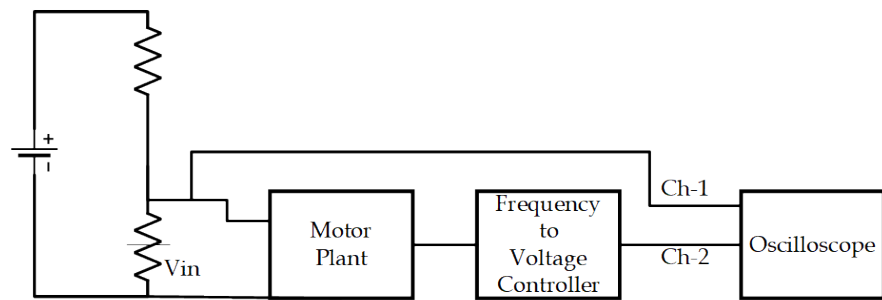 +
-
Vin
Motor
Plant
Frequency
to
Voltage
Controller
Ch-1
Ch-2
Oscilloscope